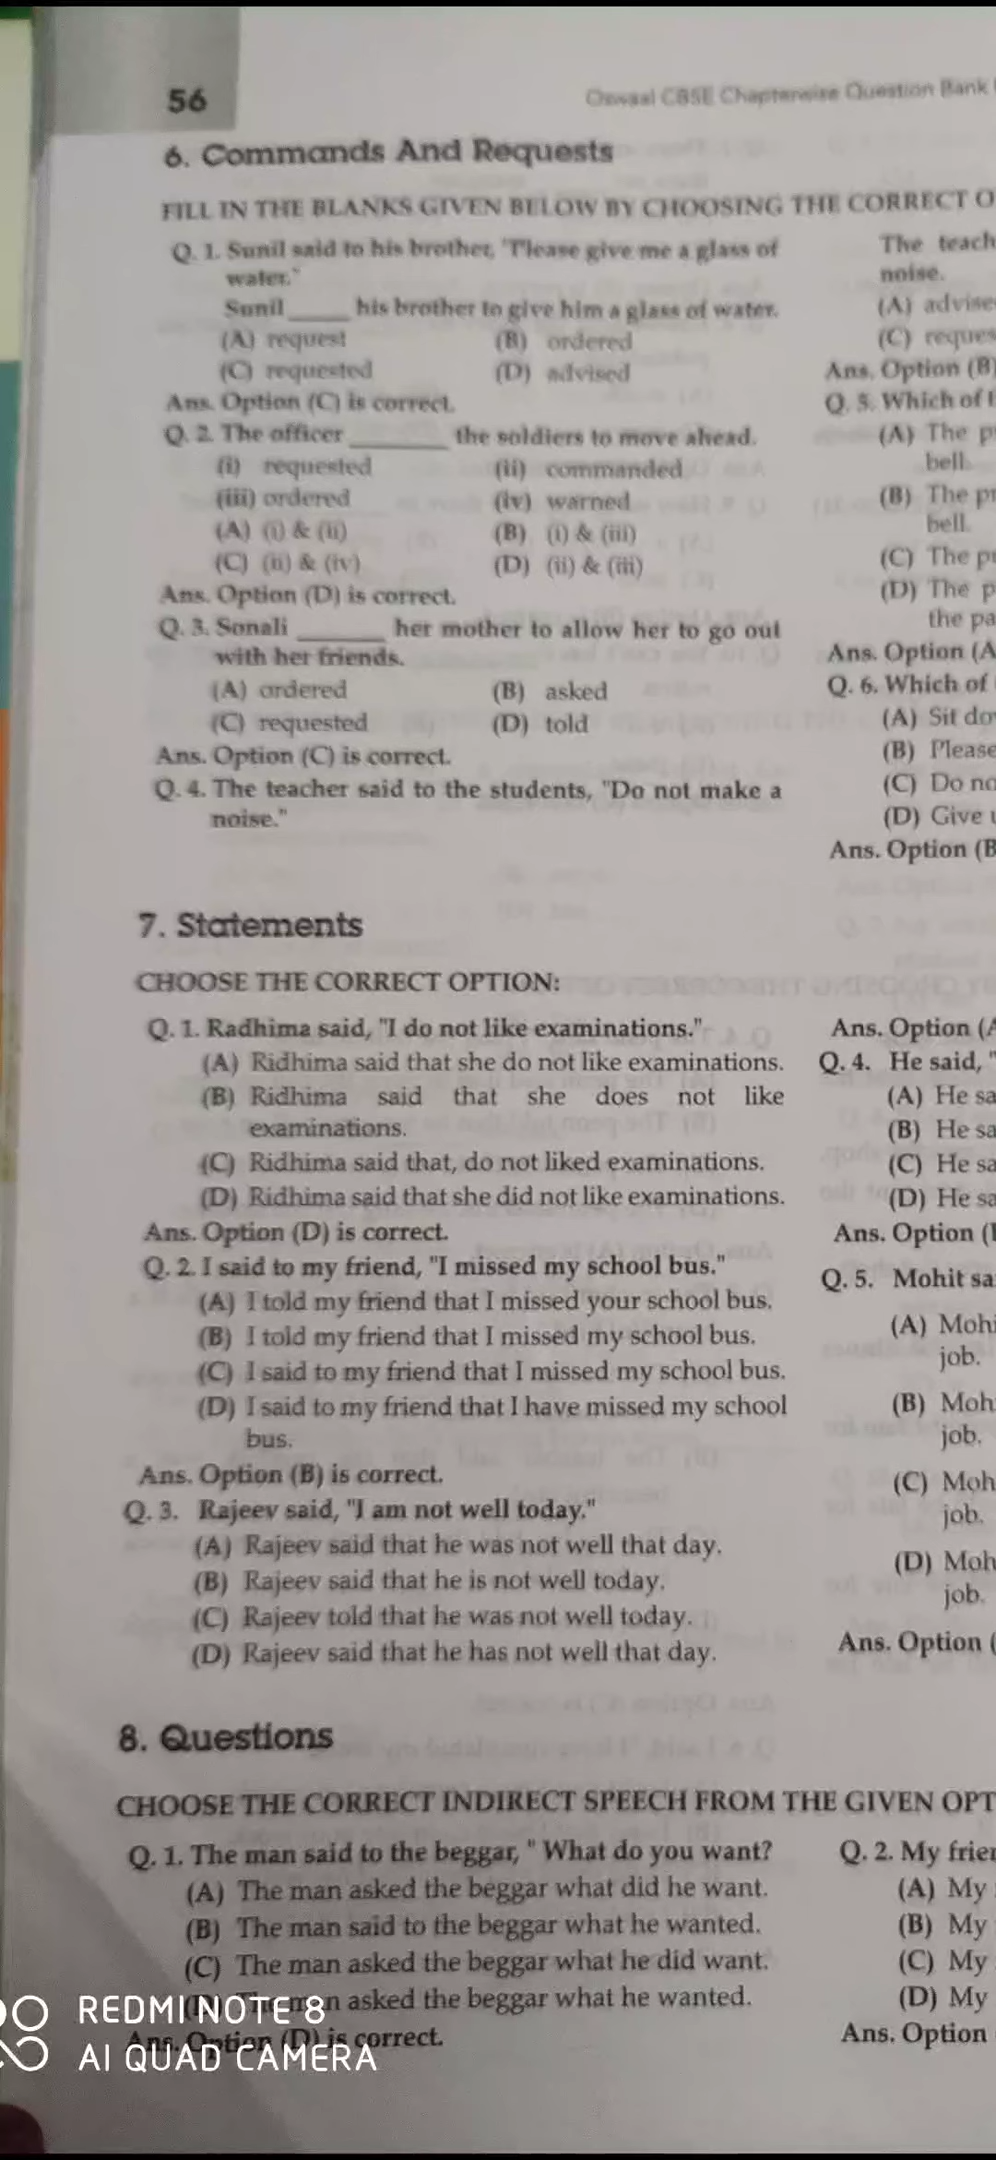 56
Oswaal CBSE Chapterwise Question Bank
6. Commands And Requests
FILL IN THE BLANKS GIVEN BELOW BY CHOOSING THE CORRECT O
Q. 1. Sunil said to his brother, "Please give me a glass of
water."
Sunil _____ his brother to give him a glass of water.
(A) request (B) ordered
(C) requested (D) advised
Ans. Option (C) is correct.
Q. 2. The officer ________ the soldiers to move ahead.
(i) requested (ii) commanded
(iii) ordered (iv) warned
(A) (i) & (ii) (B) (i) & (iii)
(C) (ii) & (iv) (D) (ii) & (iii)
Ans. Option (D) is correct.
Q. 3. Sonali _______ her mother to allow her to go out
with her friends.
(A) ordered (B) asked
(C) requested (D) told
Ans. Option (C) is correct.
Q. 4. The teacher said to the students, "Do not make a
noise."
The teach
noise.
(A) advise
(C) reques
Ans. Option (B)
Q. 5. Which of
(A) The p
bell.
(B) The pr
bell.
(C) The p
(D) The p
the pa
Ans. Option (A
Q. 6. Which of
(A) Sit do
(B) Please
(C) Do no
(D) Give
Ans. Option (B
7. Statements
CHOOSE THE CORRECT OPTION:
Q. 1. Radhima said, "I do not like examinations."
(A) Ridhima said that she do not like examinations.
(B) Ridhima said that she does not like
examinations.
(C) Ridhima said that, do not liked examinations.
(D) Ridhima said that she did not like examinations.
Ans. Option (D) is correct.
Q. 2. I said to my friend, "I missed my school bus."
(A) I told my friend that I missed your school bus.
(B) I told my friend that I missed my school bus.
(C) I said to my friend that I missed my school bus.
(D) I said to my friend that I have missed my school
bus.
Ans. Option (B) is correct.
Q. 3. Rajeev said, "I am not well today."
(A) Rajeev said that he was not well that day.
(B) Rajeev said that he is not well today.
(C) Rajeev told that he was not well today.
(D) Rajeev said that he has not well that day.
Ans. Option (A
Q. 4. He said, "
(A) He sa
(B) He sa
(C) He sa
(D) He sa
Ans. Option (
Q. 5. Mohit sa
(A) Mohi
job.
(B) Moh
job.
(C) Moh
job.
(D) Moh
job.
Ans. Option (
8. Questions
CHOOSE THE CORRECT INDIRECT SPEECH FROM THE GIVEN OPT
Q. 1. The man said to the beggar, " What do you want?
(A) The man asked the beggar what did he want.
(B) The man said to the beggar what he wanted.
(C) The man asked the beggar what he did want.
(D) The man asked the beggar what he wanted.
Ans. Option (D) is correct.
Q. 2. My frien
(A) My
(B) My
(C) My
(D) My
Ans. Option
REDMI NOTE 8
AI QUAD CAMERA